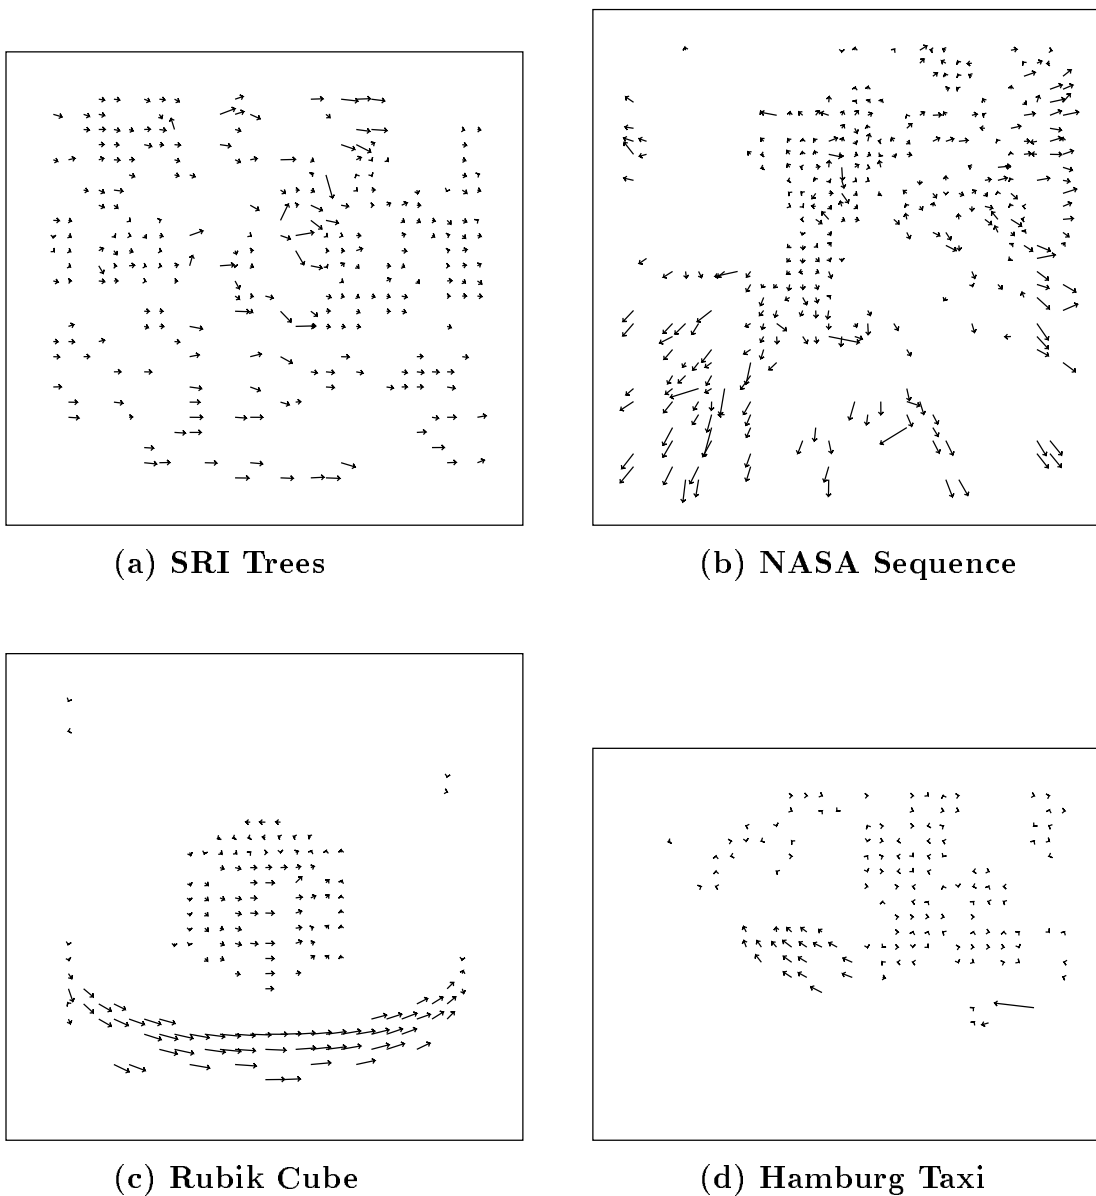 (a) SRI Trees
(b) NASA Sequence
(c) Rubik Cube
(d) Hamburg Taxi